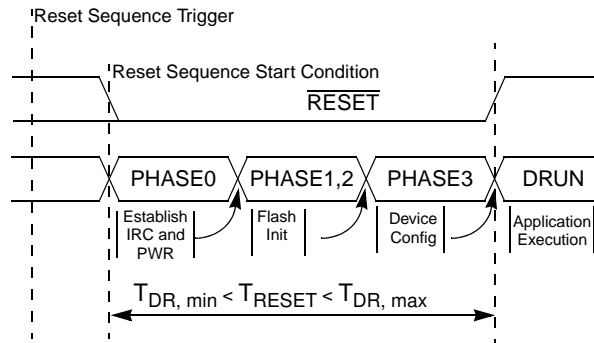 Reset Sequence Trigger
Reset Sequence Start Condition
RESET
PHASE0 PHASE1,2 PHASE3 DRUN
Establish
IRC and
PWR
Flash
Init
Device
Config
Application
Execution
TDR, min < TRESET < TDR, max